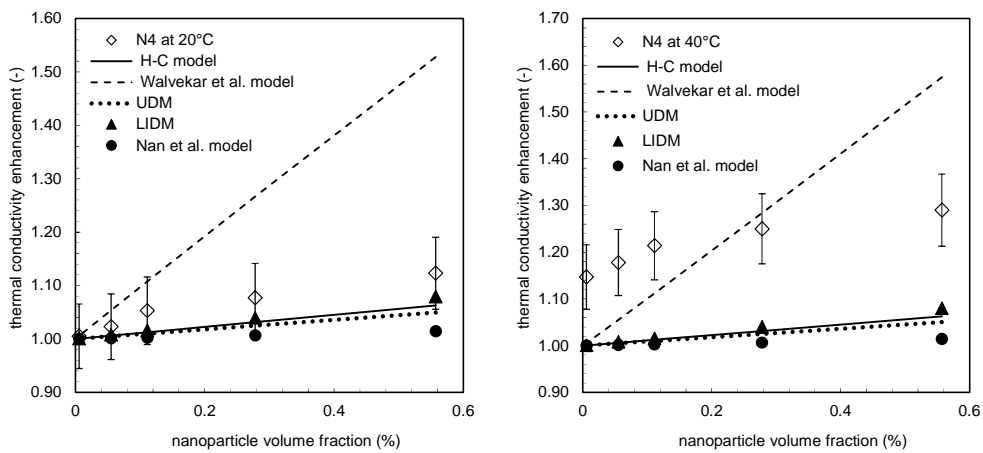 thermal conductivity enhancement (-)
1.60
1.50
1.40
1.30
1.20
1.10
1.00
0.90
N4 at 20°C
H-C model
Walvekar et al. model
UDM
LIDM
Nan et al. model
0
0.2
0.4
0.6
nanoparticle volume fraction (%)
thermal conductivity enhancement (-)
1.70
1.60
1.50
1.40
1.30
1.20
1.10
1.00
0.90
N4 at 40°C
H-C model
Walvekar et al. model
UDM
LIDM
Nan et al. model
0
0.2
0.4
0.6
nanoparticle volume fraction (%)